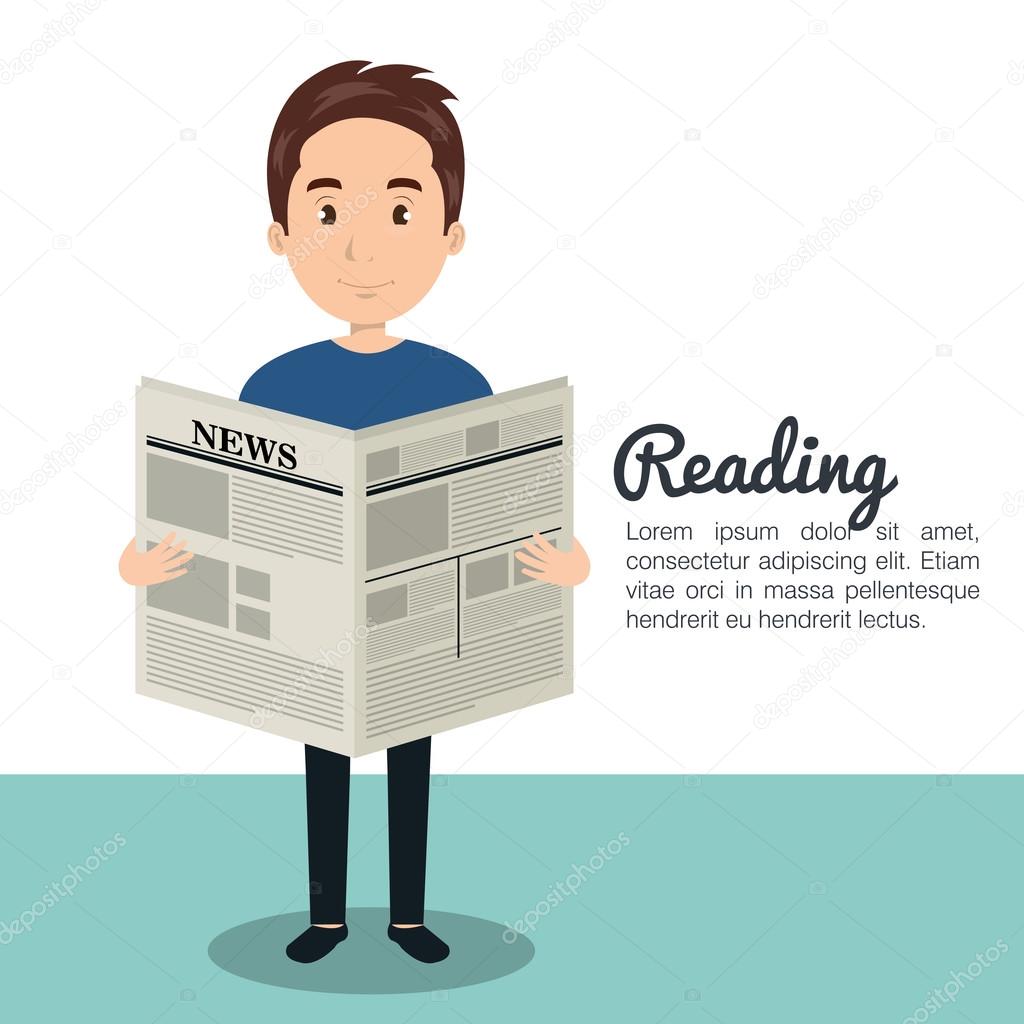 NEWS
Reading
Lorem ipsum dolor sit amet,
consectetur adipiscing elit. Etiam
vitae orci in massa pellentesque
hendrerit eu hendrerit lectus.
depositphotos